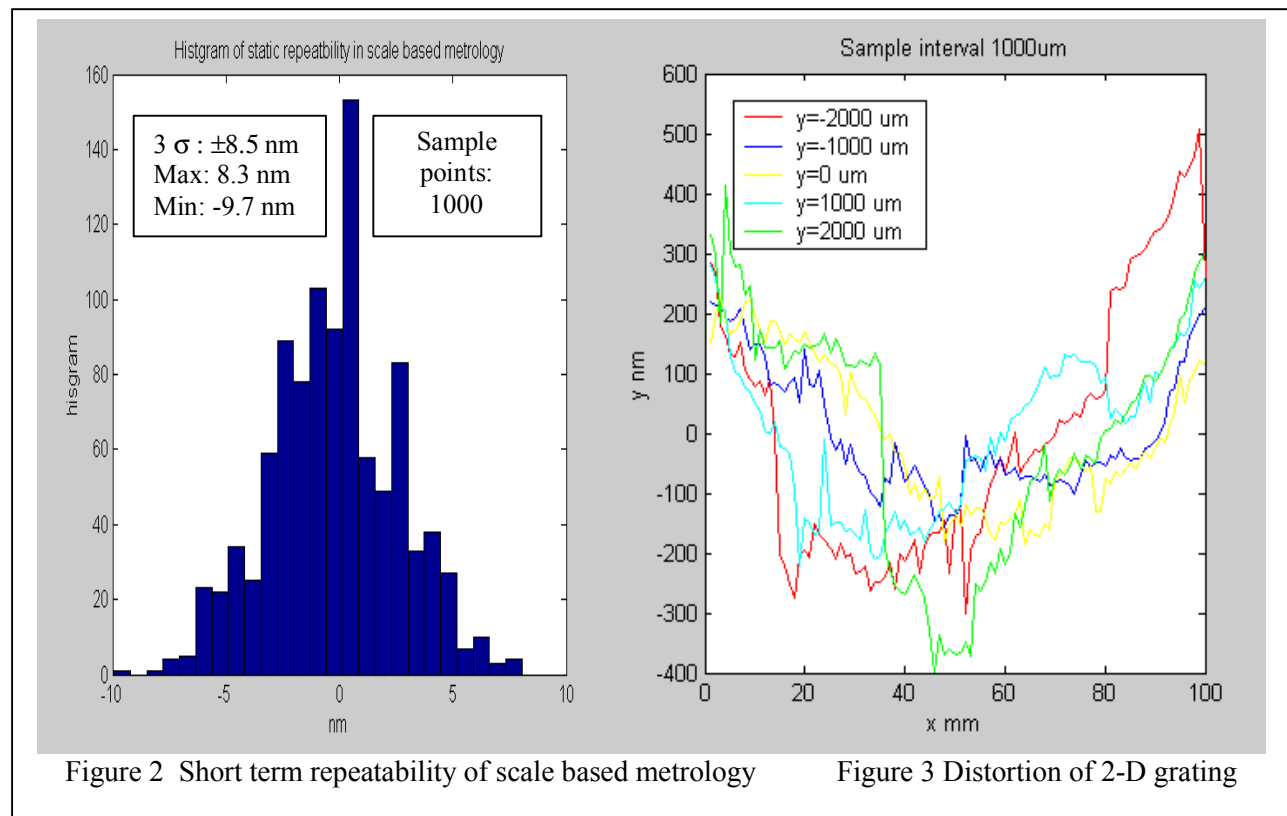 Histgram of static repeatbility in scale based metrology
160
140
120
100
80
60
40
20
0
hisgram
3 σ : ±8.5 nm
Max: 8.3 nm
Min: -9.7 nm
Sample
points:
1000
-10
-5
0
5
10
nm
Sample interval 1000um
600
500
400
300
200
100
0
-100
-200
-300
-400
y nm
y=-2000 um
y=-1000 um
y=0 um
y=1000 um
y=2000 um
0
20
40
60
80
100
x mm
Figure 2 Short term repeatability of scale based metrology
Figure 3 Distortion of 2-D grating